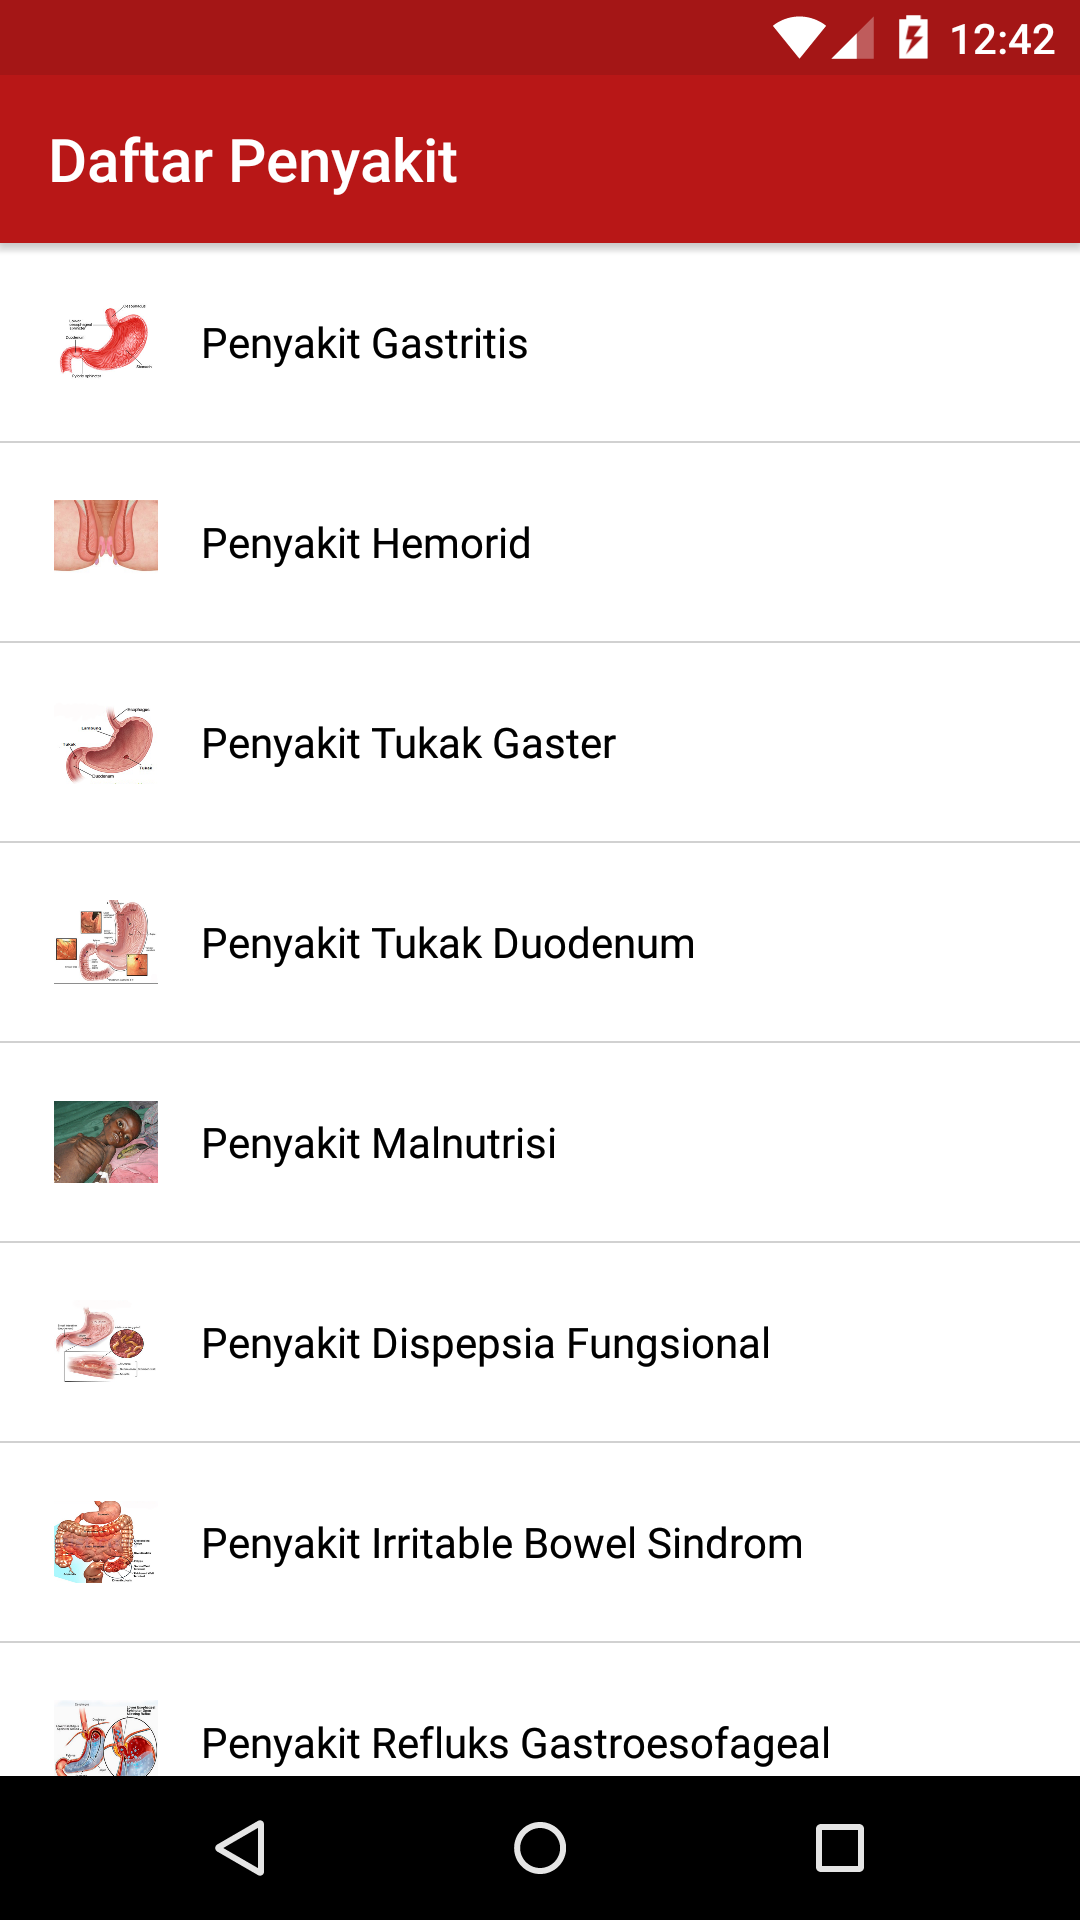 12:42
Daftar Penyakit
Penyakit Gastritis
Penyakit Hemorid
Penyakit Tukak Gaster
Penyakit Tukak Duodenum
Penyakit Malnutrisi
Penyakit Dispepsia Fungsional
Penyakit Irritable Bowel Sindrom
Penyakit Refluks Gastroesofageal